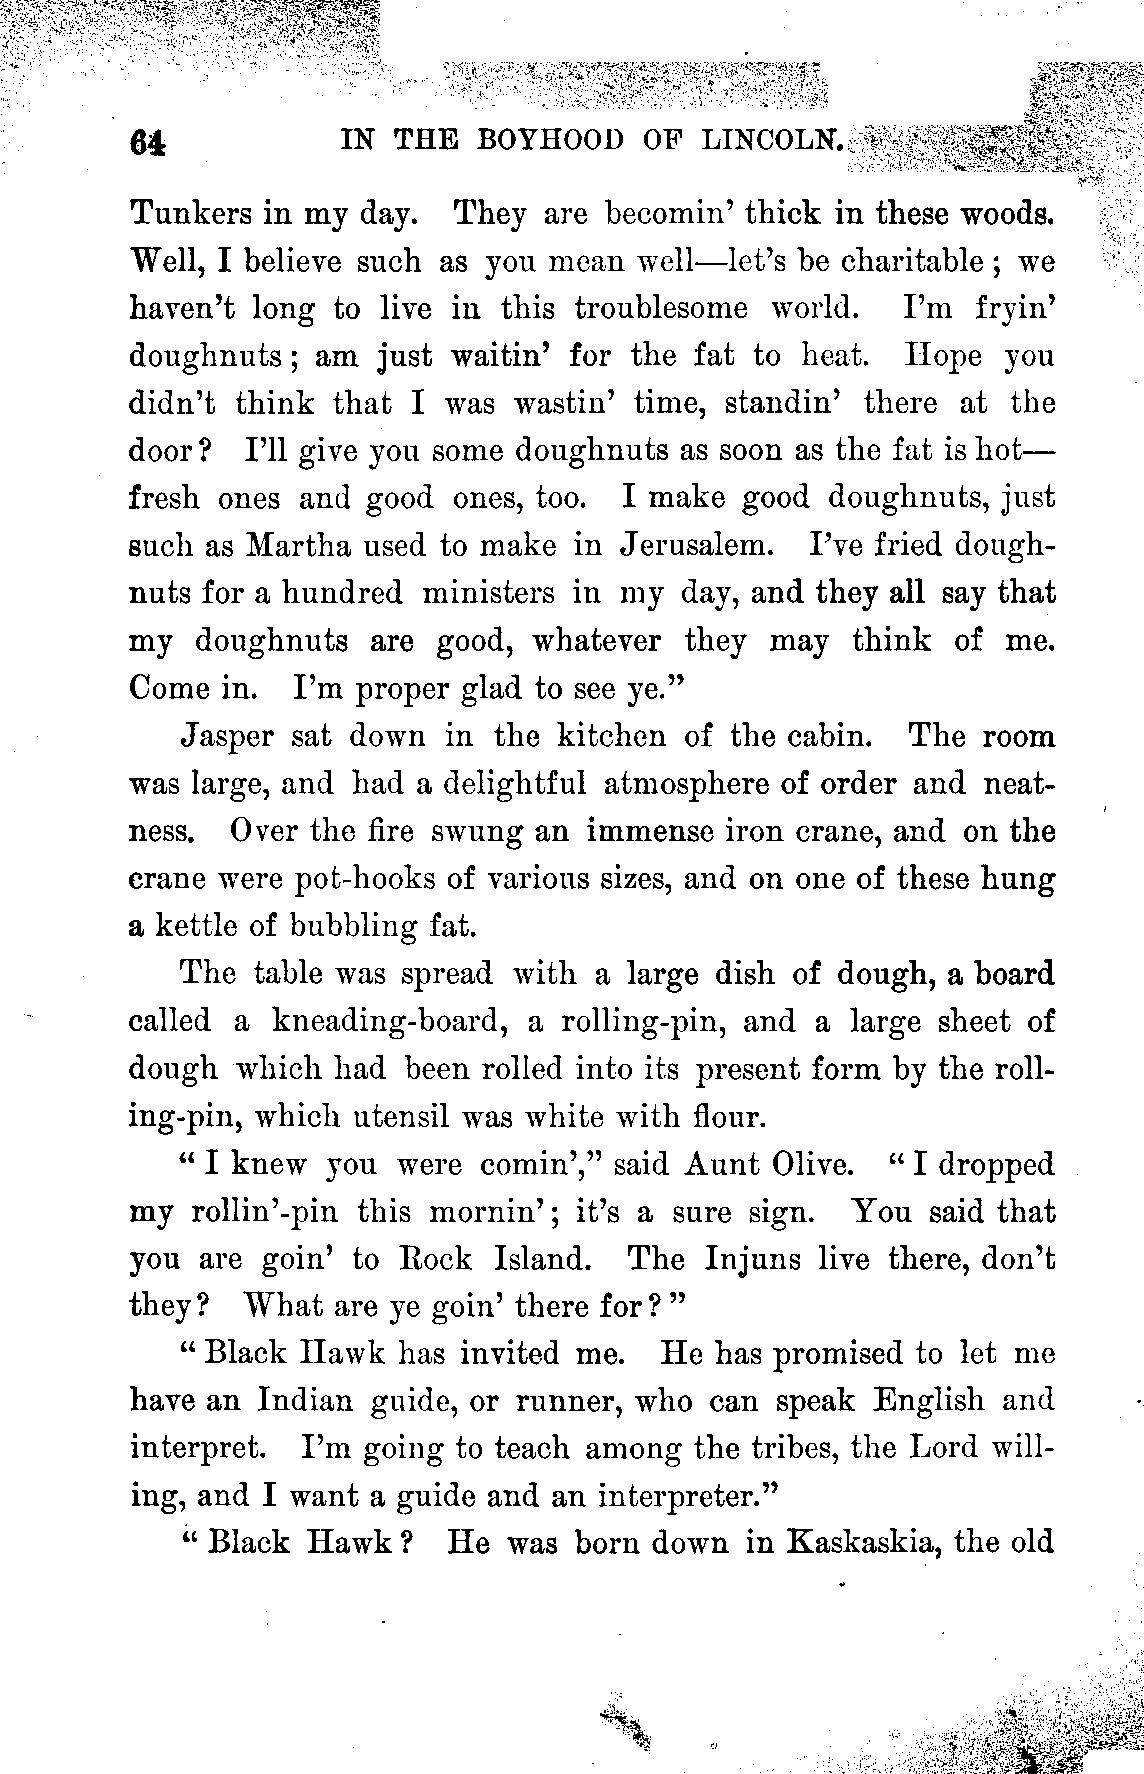 64 IN THE BOYHOOD OF LINCOLN.
Tunkers in my day. They are becomin' thick in these woods.
Well, I believe such as you mean well—let's be charitable; we
haven't long to live in this troublesome world. I'm fryin'
doughnuts; am just waitin' for the fat to heat. Hope you
didn't think that I was wastin' time, standin' there at the
door? I'll give you some doughnuts as soon as the fat is hot—
fresh ones and good ones, too. I make good doughnuts, just
such as Martha used to make in Jerusalem. I've fried dough-
nuts for a hundred ministers in my day, and they all say that
my doughnuts are good, whatever they may think of me.
Come in. I'm proper glad to see ye."
Jasper sat down in the kitchen of the cabin. The room
was large, and had a delightful atmosphere of order and neat-
ness. Over the fire swung an immense iron crane, and on the
crane were pot-hooks of various sizes, and on one of these hung
a kettle of bubbling fat.
The table was spread with a large dish of dough, a board
called a kneading-board, a rolling-pin, and a large sheet of
dough which had been rolled into its present form by the roll-
ing-pin, which utensil was white with flour.
"I knew you were comin'," said Aunt Olive. "I dropped
my rollin'-pin this mornin'; it's a sure sign. You said that
you are goin' to Rock Island. The Injuns live there, don't
they? What are ye goin' there for?"
"Black Hawk has invited me. He has promised to let me
have an Indian guide, or runner, who can speak English and
interpret. I'm going to teach among the tribes, the Lord will-
ing, and I want a guide and an interpreter."
"Black Hawk? He was born down in Kaskaskia, the old